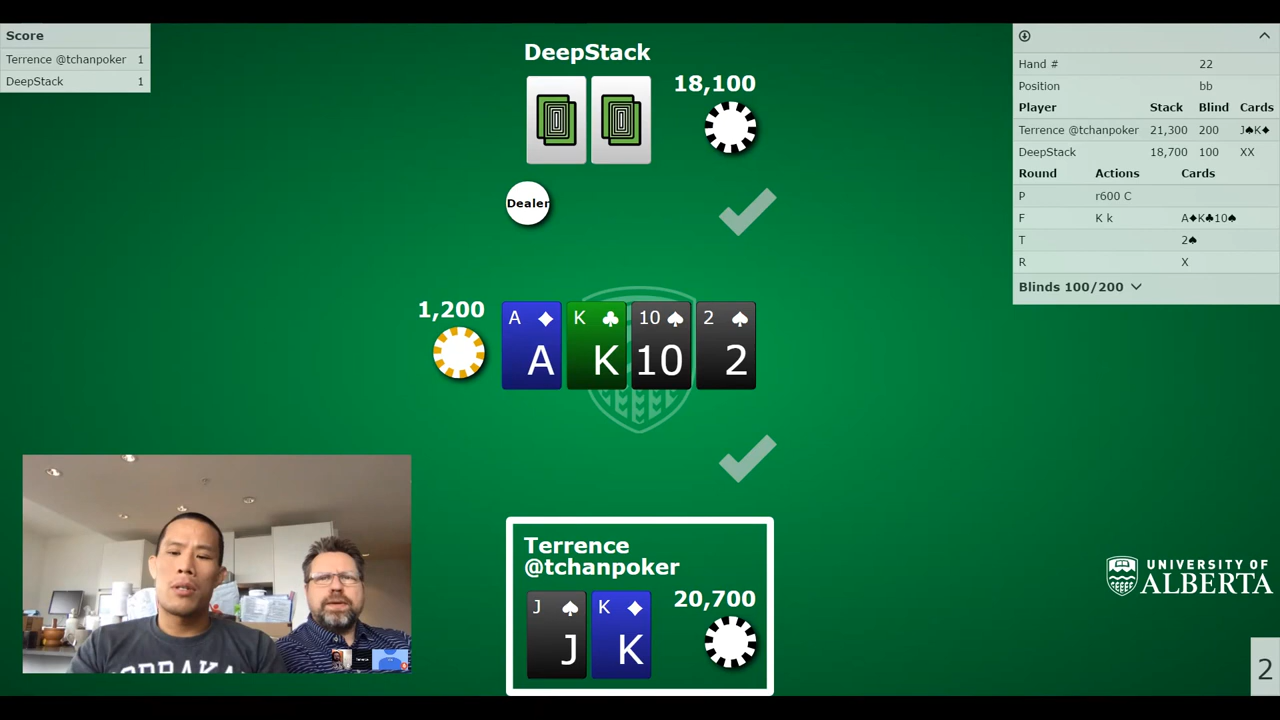 Score
Terrence @tchanpoker 1
DeepStack 1
DeepStack
18,100
Dealer
1,200
A♦ A
K♣ K
10♠ 10
2♠ 2
Terrence
@tchanpoker
20,700
J♠ J
K♦ K
Hand # 22
Position bb
Player Stack Blind Cards
Terrence @tchanpoker 21,300 200 J♠K♦
DeepStack 18,700 100 XX
Round Actions Cards
P r600 C
F K k A♦K♣10♠
T 2♠
R X
Blinds 100/200
UNIVERSITY OF
ALBERTA
2